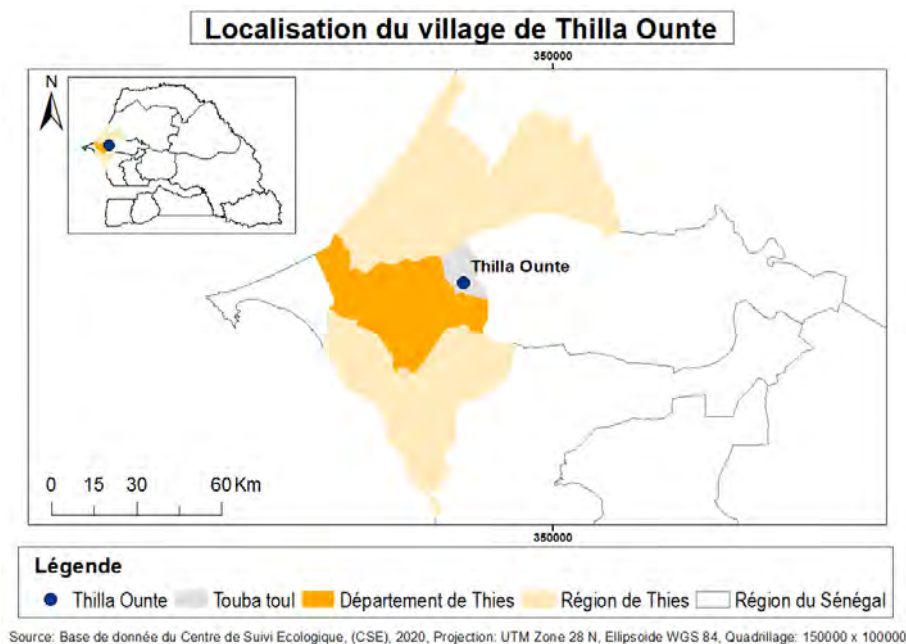 Localisation du village de Thilla Ounte
350000
N
Thilla Ounte
0 15 30 60 Km
350000
Légende
Thilla Ounte Touba toul Département de Thies Région de Thies Région du Sénégal
Source: Base de donnée du Centre de Suivi Ecologique, (CSE), 2020, Projection: UTM Zone 28 N, Ellipsoide WGS 84, Quadrillage: 150000 x 100000